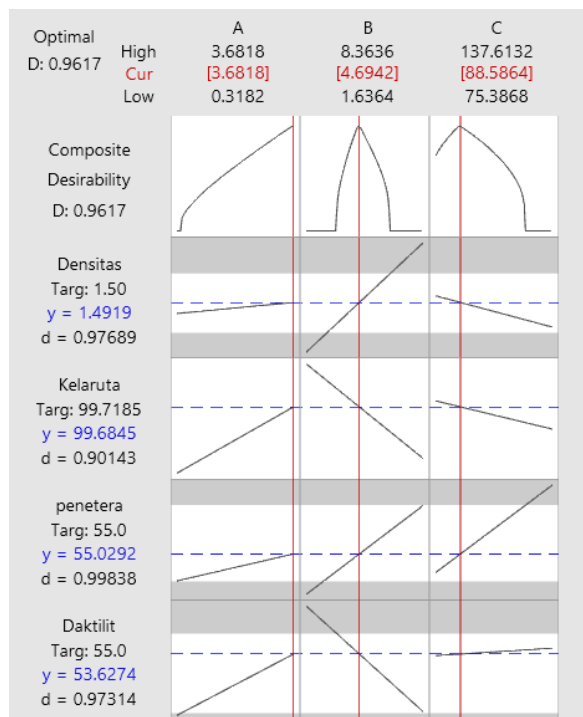 Optimal
D: 0.9617
High
Cur
Low
A
3.6818
[3.6818]
0.3182
B
8.3636
[4.6942]
1.6364
C
137.6132
[88.5864]
75.3868
Composite
Desirability
D: 0.9617
Densitas
Targ: 1.50
y = 1.4919
d = 0.97689
Kelaruta
Targ: 99.7185
y = 99.6845
d = 0.90143
penetera
Targ: 55.0
y = 55.0292
d = 0.99838
Daktilit
Targ: 55.0
y = 53.6274
d = 0.97314